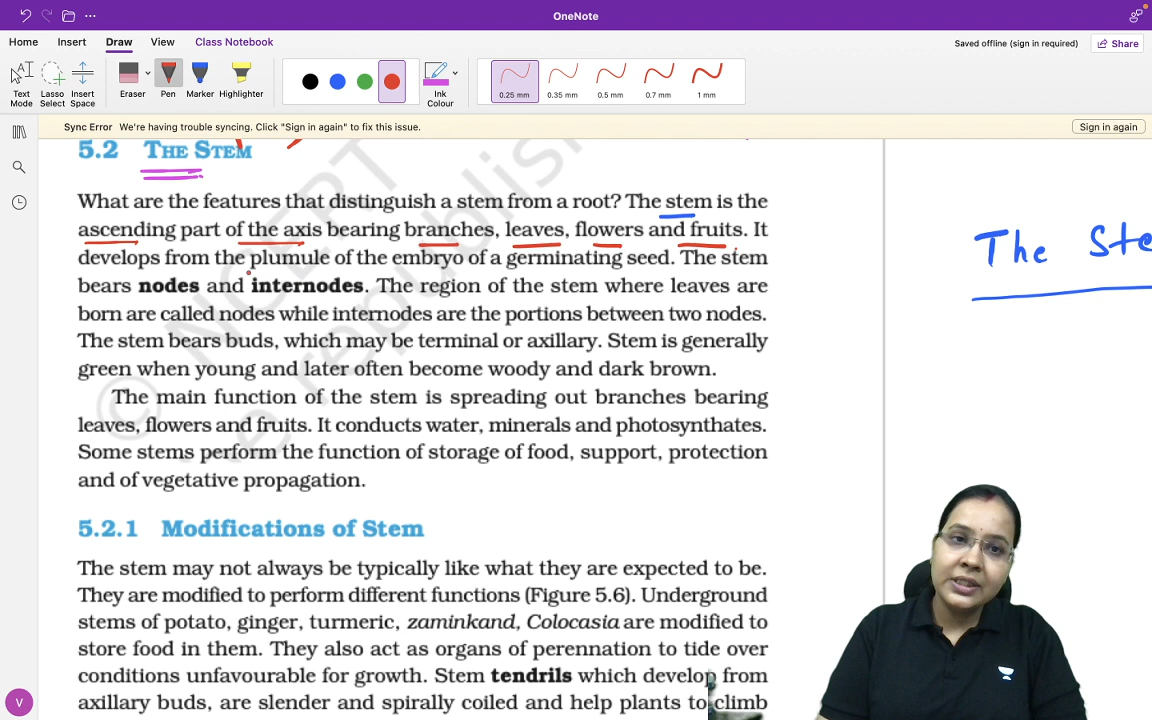 OneNote
Home Insert Draw View Class Notebook
Saved offline (sign in required) Share
Text Mode
Lasso Select
Insert Space
Eraser
Pen
Marker
Highlighter
Ink Colour
0.25 mm 0.35 mm 0.5 mm 0.7 mm 1 mm
Sync Error We're having trouble syncing. Click "Sign in again" to fix this issue. Sign in again
5.2 THE STEM
What are the features that distinguish a stem from a root? The stem is the
ascending part of the axis bearing branches, leaves, flowers and fruits. It
develops from the plumule of the embryo of a germinating seed. The stem
bears nodes and internodes. The region of the stem where leaves are
born are called nodes while internodes are the portions between two nodes.
The stem bears buds, which may be terminal or axillary. Stem is generally
green when young and later often become woody and dark brown.
The main function of the stem is spreading out branches bearing
leaves, flowers and fruits. It conducts water, minerals and photosynthates.
Some stems perform the function of storage of food, support, protection
and of vegetative propagation.
5.2.1 Modifications of Stem
The stem may not always be typically like what they are expected to be.
They are modified to perform different functions (Figure 5.6). Underground
stems of potato, ginger, turmeric, zaminkand, Colocasia are modified to
store food in them. They also act as organs of perennation to tide over
conditions unfavourable for growth. Stem tendrils which develop from
axillary buds, are slender and spirally coiled and help plants to climb
The Ste
© NCERT
be republis
V